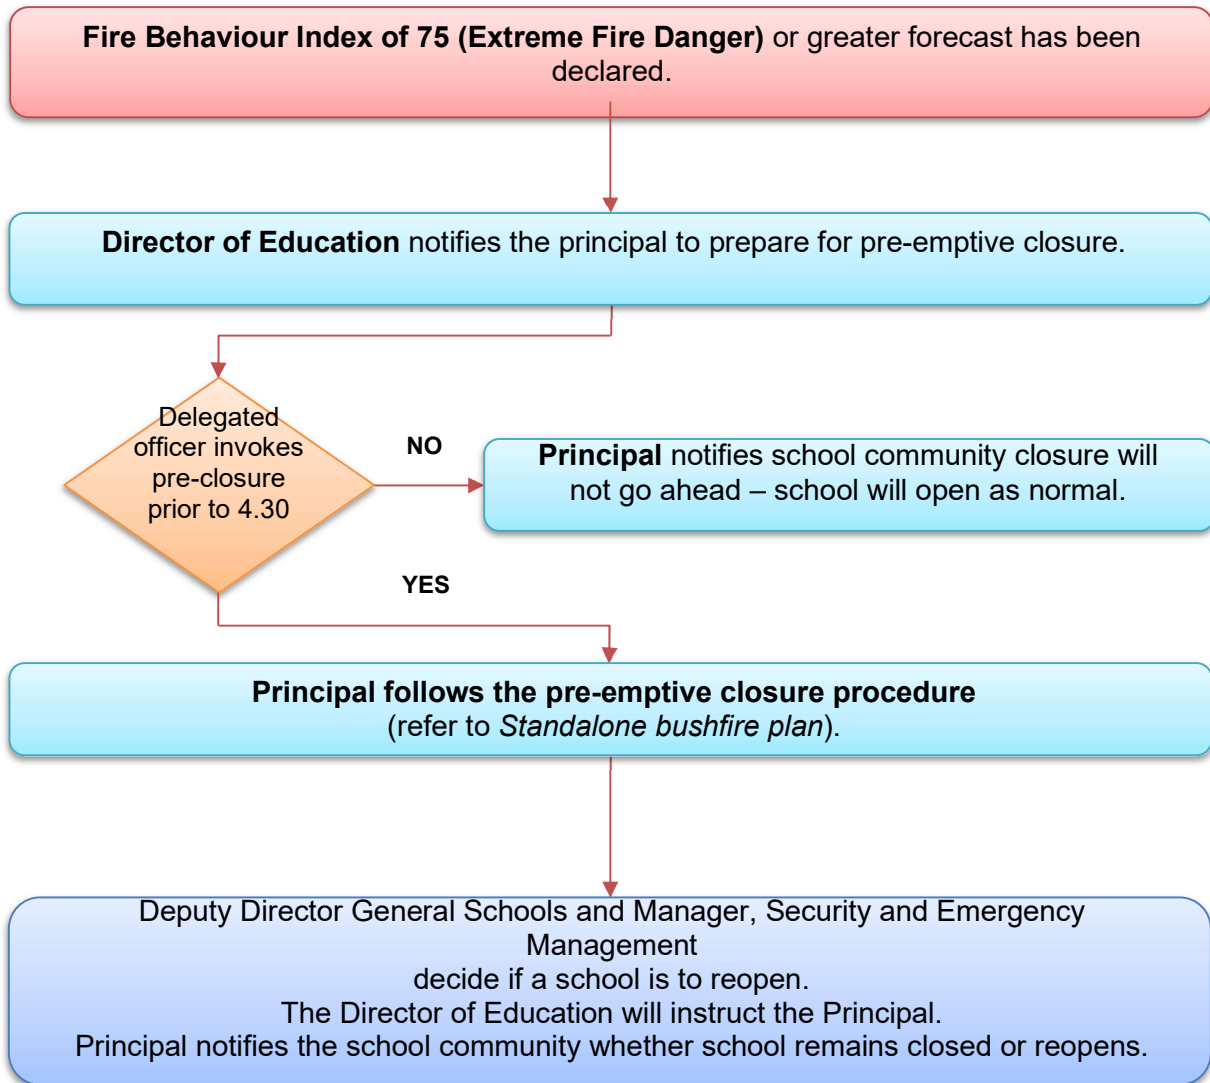 Fire Behaviour Index of 75 (Extreme Fire Danger) or greater forecast has been
declared.
Director of Education notifies the principal to prepare for pre-emptive closure.
Delegated
officer invokes
pre-closure
prior to 4.30
NO
Principal notifies school community closure will
not go ahead – school will open as normal.
YES
Principal follows the pre-emptive closure procedure
(refer to Standalone bushfire plan).
Deputy Director General Schools and Manager, Security and Emergency
Management
decide if a school is to reopen.
The Director of Education will instruct the Principal.
Principal notifies the school community whether school remains closed or reopens.